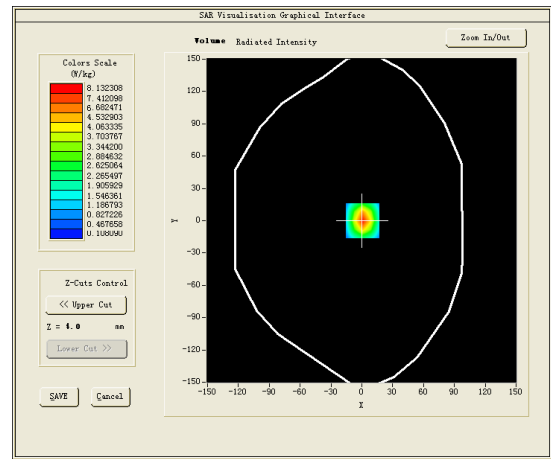 SAR Visualisation Graphical Interface
Volume Radiated Intensity
Zoom In/Out
Colors Scale
(W/kg)
8.132308
7.412098
6.682471
4.532903
4.063335
3.703767
3.344200
2.884632
2.625064
2.265497
1.905929
1.546361
1.186793
0.827226
0.467658
0.108090
150
120
90
60
30
0
-30
-60
-90
-120
-150
Y
-150 -120 -90 -60 -30 0 30 60 90 120 150
X
Z-Cuts Control
<< Upper Cut
Z = 4.0 mm
Lower Cut >>
SAVE Cancel